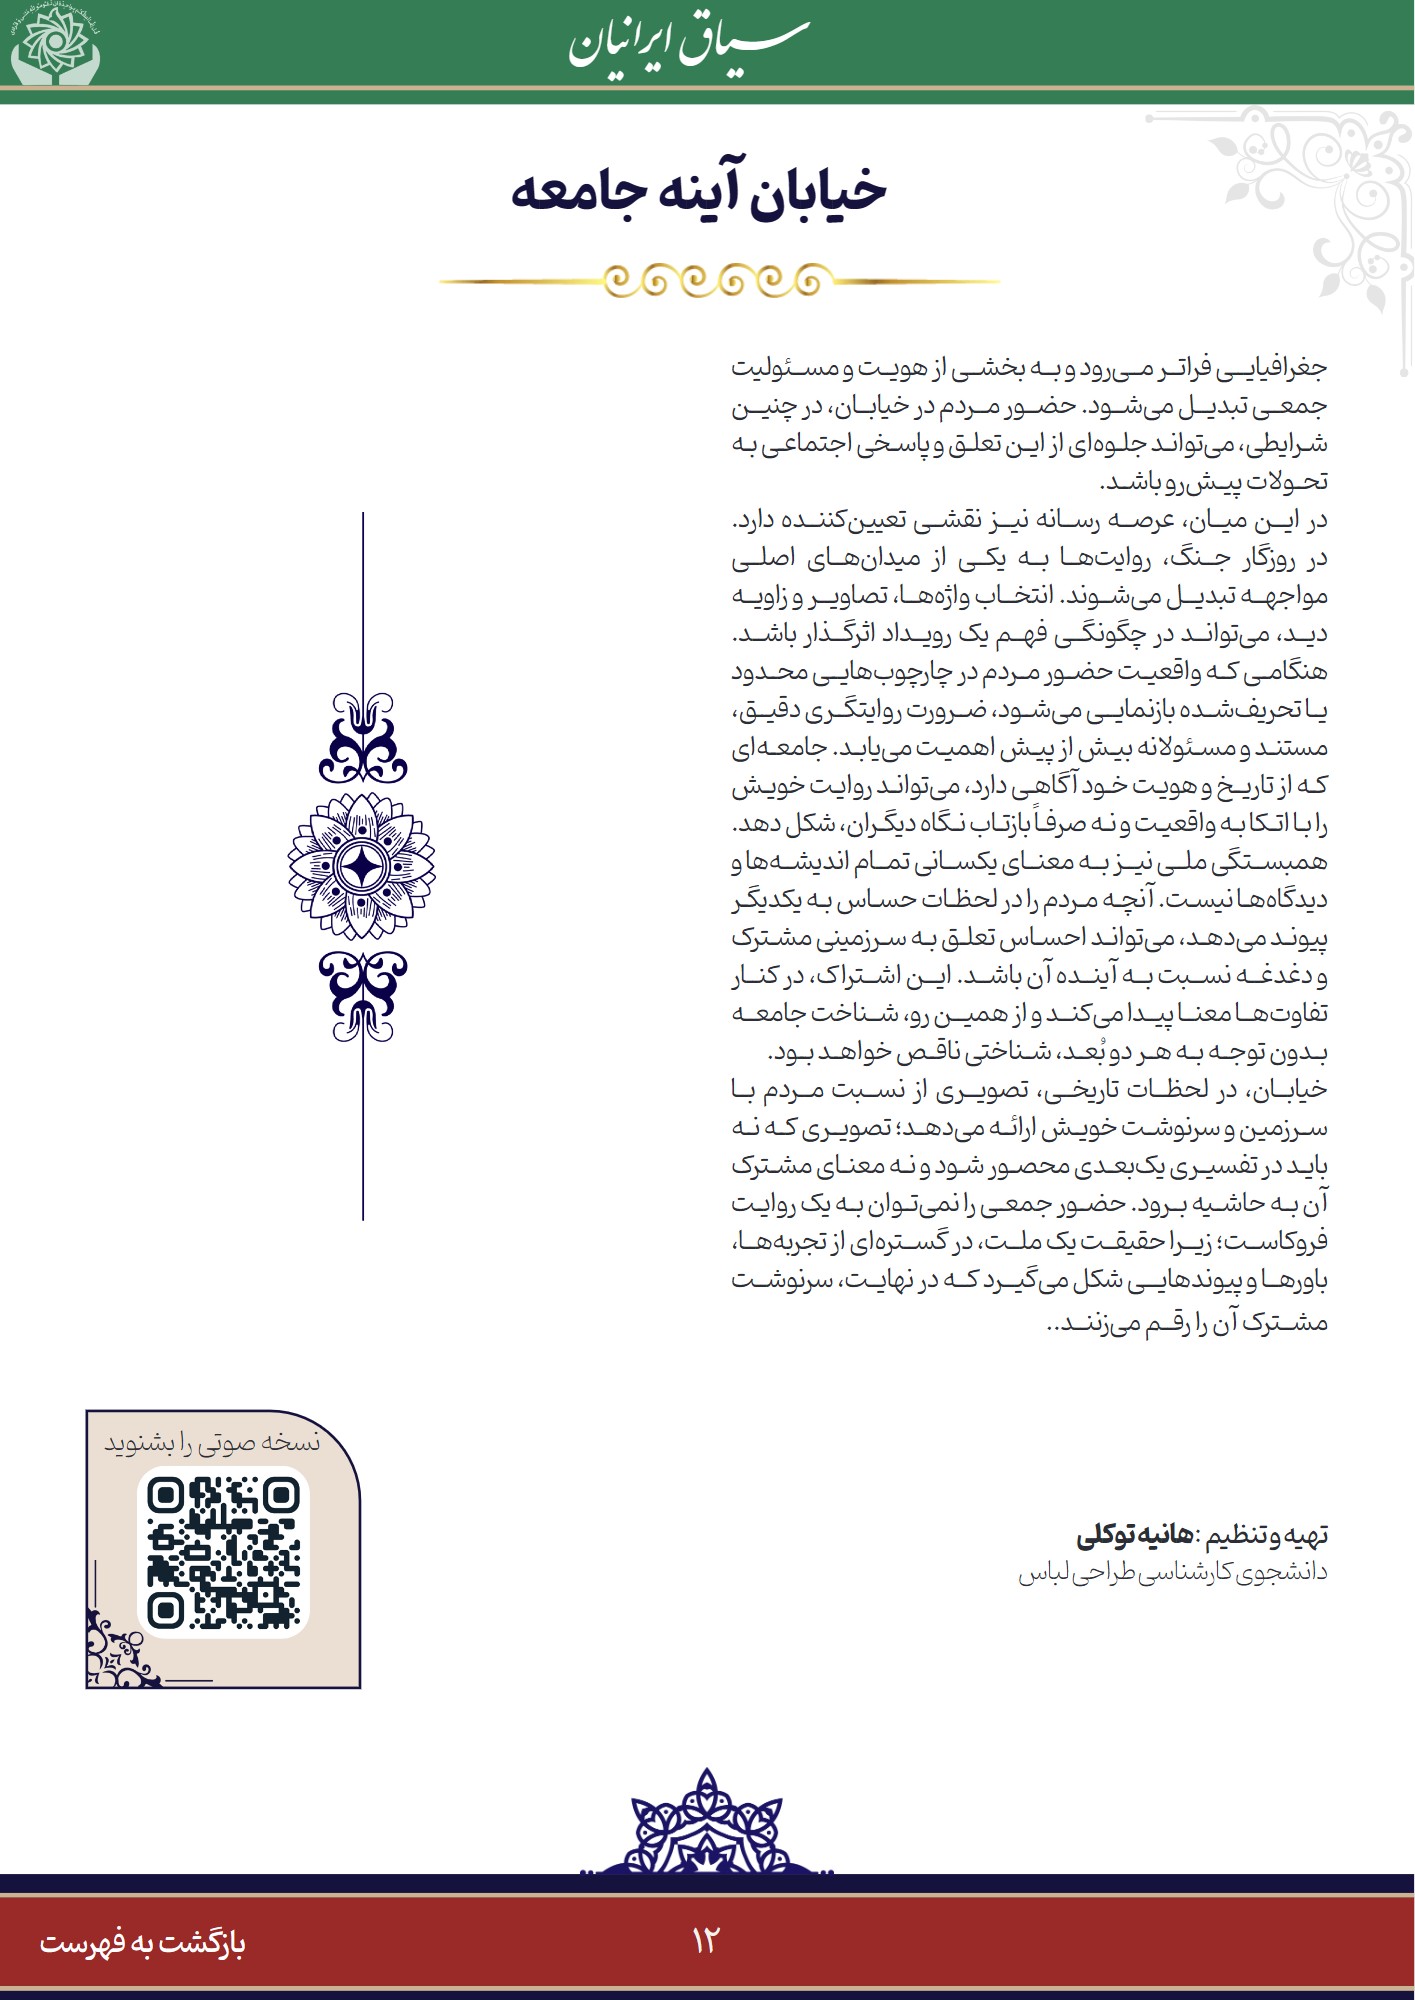 سیاق ایرانیان
خیابان آینه جامعه
جغرافیایی فراتر می‌رود و به بخشی از هویت و مسئولیت
جمعی تبدیل می‌شود. حضور مردم در خیابان، در چنین
شرایطی، می‌تواند جلوه‌ای از این تعلق و پاسخی اجتماعی به
تحولات پیش‌رو باشد.
در این میان، عرصه رسانه نیز نقشی تعیین‌کننده دارد.
در روزگار جنگ، روایت‌ها به یکی از میدان‌های اصلی
مواجهه تبدیل می‌شوند. انتخاب واژه‌ها، تصاویر و زاویه
دید، می‌تواند در چگونگی فهم یک رویداد اثرگذار باشد.
هنگامی که واقعیت حضور مردم در چارچوب‌هایی محدود
یا تحریف‌شده بازنمایی می‌شود، ضرورت روایتگری دقیق،
مستند و مسئولانه بیش از پیش اهمیت می‌یابد. جامعه‌ای
که از تاریخ و هویت خود آگاهی دارد، می‌تواند روایت خویش
را با اتکا به واقعیت و نه صرفاً بازتاب نگاه دیگران، شکل دهد.
همبستگی ملی نیز به معنای یکسانی تمام اندیشه‌ها و
دیدگاه‌ها نیست. آنچه مردم را در لحظات حساس به یکدیگر
پیوند می‌دهد، می‌تواند احساس تعلق به سرزمینی مشترک
و دغدغه نسبت به آینده آن باشد. این اشتراک، در کنار
تفاوت‌ها معنا پیدا می‌کند و از همین رو، شناخت جامعه
بدون توجه به هر دو بُعد، شناختی ناقص خواهد بود.
خیابان، در لحظات تاریخی، تصویری از نسبت مردم با
سرزمین و سرنوشت خویش ارائه می‌دهد؛ تصویری که نه
باید در تفسیری یک‌بعدی محصور شود و نه معنای مشترک
آن به حاشیه برود. حضور جمعی را نمی‌توان به یک روایت
فروکاست؛ زیرا حقیقت یک ملت، در گستره‌ای از تجربه‌ها،
باورها و پیوندهایی شکل می‌گیرد که در نهایت، سرنوشت
مشترک آن را رقم می‌زنند..
نسخه صوتی را بشنوید
تهیه و تنظیم : هانیه توکلی
دانشجوی کارشناسی طراحی لباس
۱۲
بازگشت به فهرست